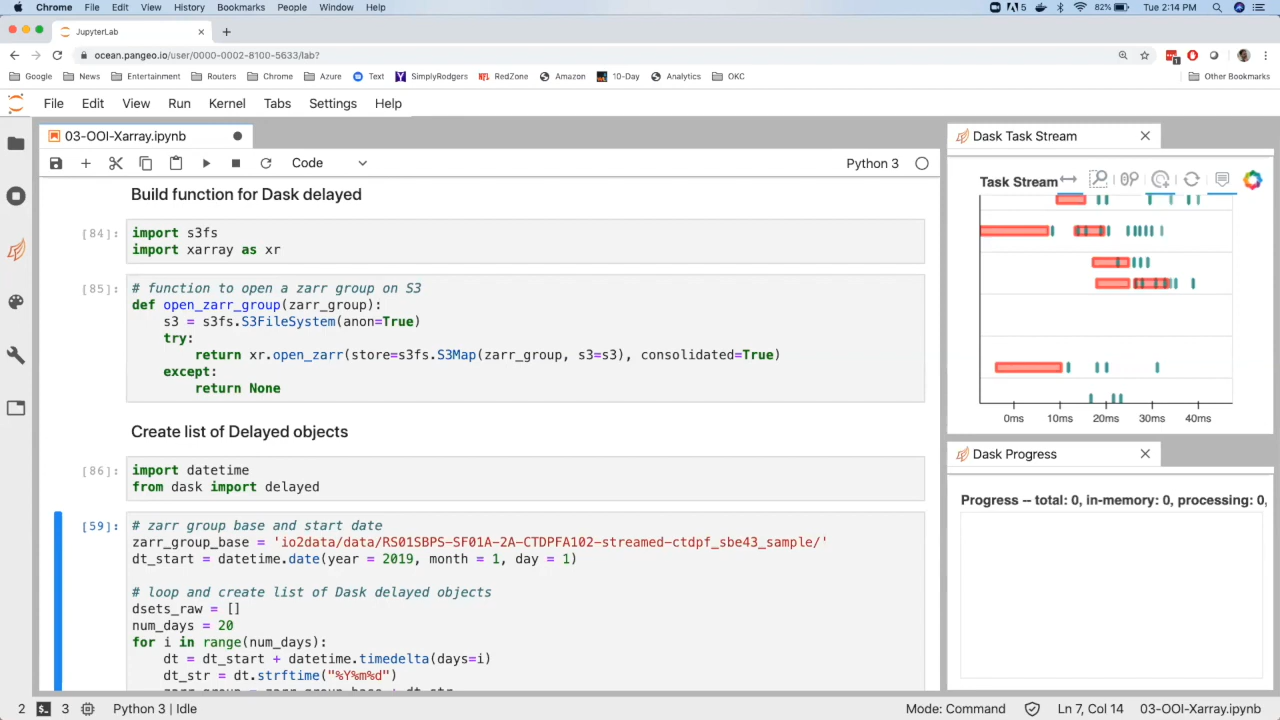 Chrome File Edit View History Bookmarks People Window Help 5 82% Tue 2:14 PM
JupyterLab
ocean.pangeo.io/user/0000-0002-8100-5633/lab? 1
Google News Entertainment Routers Chrome Azure Text SimplyRodgers RedZone Amazon 10-Day Analytics OKC Other Bookmarks
File Edit View Run Kernel Tabs Settings Help
03-OOI-Xarray.ipynb
Code Python 3
Build function for Dask delayed
[84]: import s3fs
import xarray as xr
[85]: # function to open a zarr group on S3
def open_zarr_group(zarr_group):
s3 = s3fs.S3FileSystem(anon=True)
try:
return xr.open_zarr(store=s3fs.S3Map(zarr_group, s3=s3), consolidated=True)
except:
return None
Create list of Delayed objects
[86]: import datetime
from dask import delayed
[59]: # zarr group base and start date
zarr_group_base = 'io2data/data/RS01SBPS-SF01A-2A-CTDPFA102-streamed-ctdpf_sbe43_sample/'
dt_start = datetime.date(year = 2019, month = 1, day = 1)
# loop and create list of Dask delayed objects
dsets_raw = []
num_days = 20
for i in range(num_days):
dt = dt_start + datetime.timedelta(days=i)
dt_str = dt.strftime("%Y%m%d")
zarr_group = zarr_group_base + dt_str
Dask Task Stream
Task Stream
0ms 10ms 20ms 30ms 40ms
Dask Progress
Progress -- total: 0, in-memory: 0, processing: 0,
2 3 Python 3 | Idle Mode: Command Ln 7, Col 14 03-OOI-Xarray.ipynb